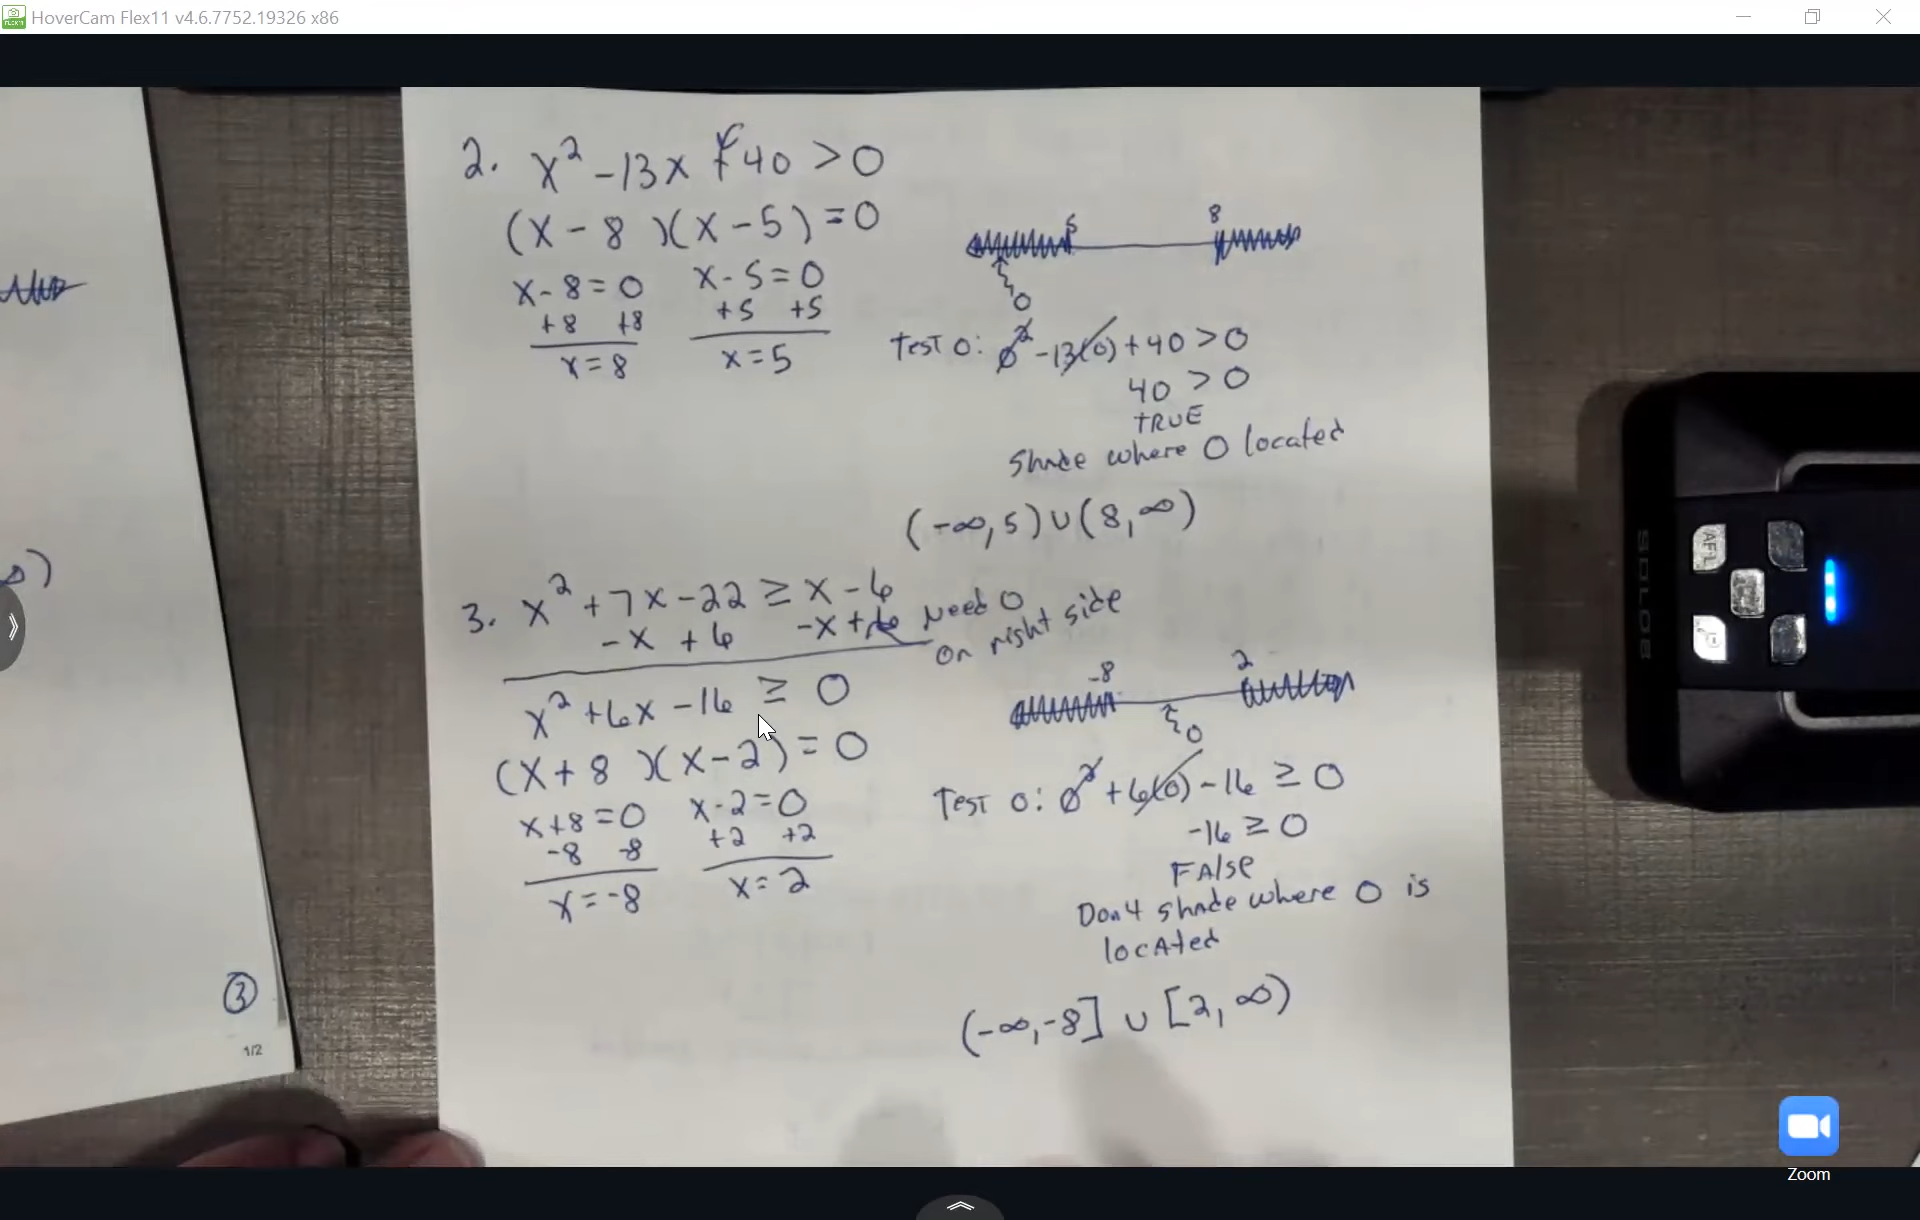 HoverCam Flex11 v4.6.7752.19326 x86
2. x² -13x +40 > 0
(x - 8 )(x - 5) = 0
x - 8 = 0 x - 5 = 0
+8 +8 +5 +5
x = 8 x = 5
5 8
0
Test 0: 0² -13(0) + 40 > 0
40 > 0
TRUE
Shade where 0 located
(-∞, 5) ∪ (8, ∞)
3. x² + 7x - 22 ≥ x - 6
-x + 6 -x + 6 Need 0
on right side
x² + 6x - 16 ≥ 0
(x + 8 )(x - 2) = 0
x + 8 = 0 x - 2 = 0
-8 -8 +2 +2
x = -8 x = 2
-8 2
0
Test 0: 0² + 6(0) - 16 ≥ 0
-16 ≥ 0
FAlse
Don4 shade where 0 is
locAted
(-∞, -8] ∪ [2, ∞)
)
3
1/2
AF/L
SOLO8
Zoom